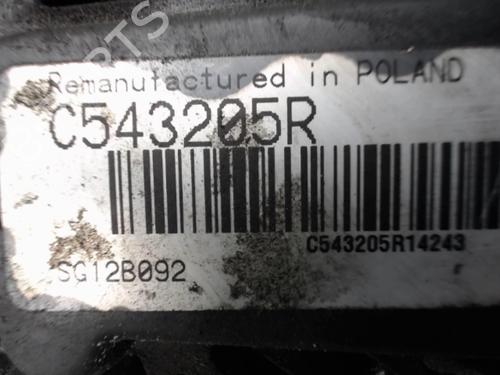 Remanufactured in POLAND
C543205R
C543205R14243
SG12B092